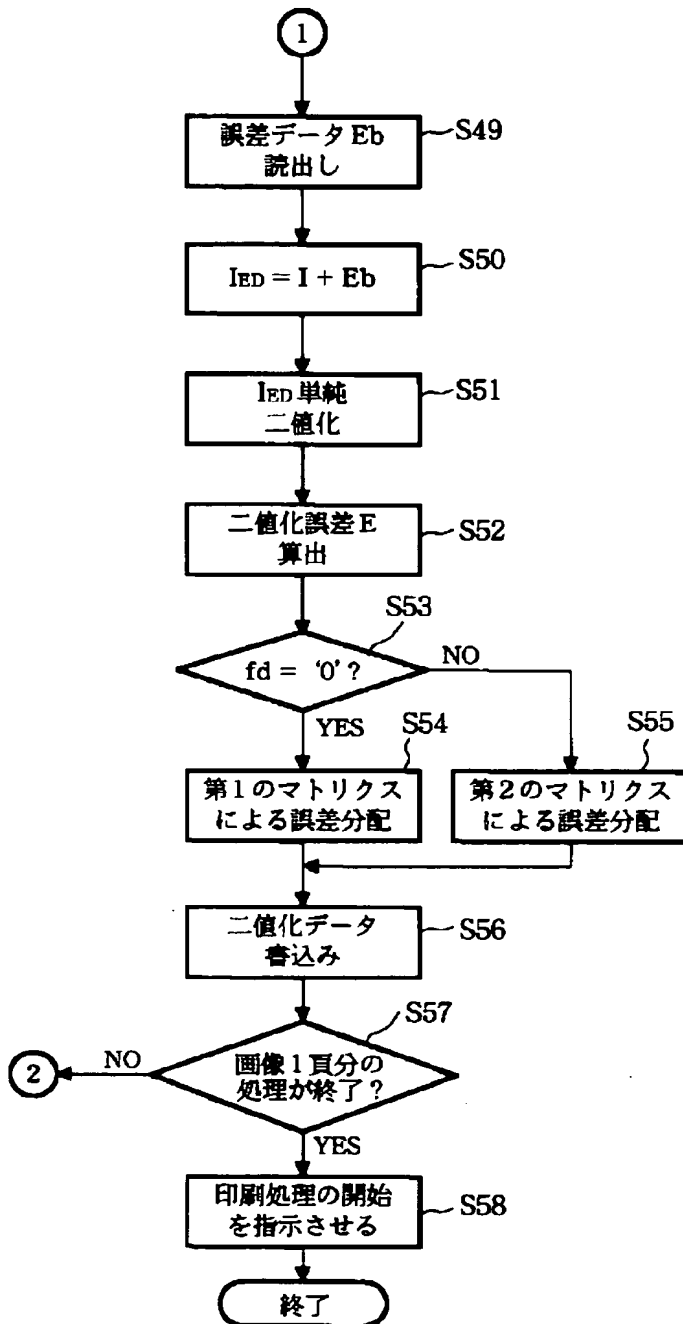 1
誤差データ Eb
読出し
S49
IED = I + Eb
S50
IED 単純
二値化
S51
二値化誤差 E
算出
S52
S53
fd = '0' ?
NO
YES
S54
第1のマトリクス
による誤差分配
S55
第2のマトリクス
による誤差分配
二値化データ
書込み
S56
S57
画像1頁分の
処理が終了?
NO
2
YES
印刷処理の開始
を指示させる
S58
終了